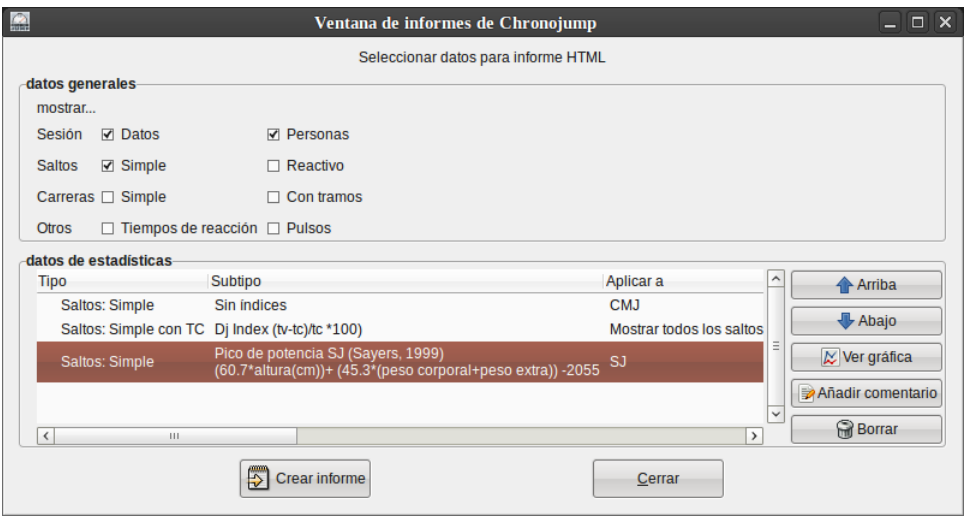 Ventana de informes de Chronojump
Seleccionar datos para informe HTML
datos generales
mostrar...
Sesión Datos Personas
Saltos Simple Reactivo
Carreras Simple Con tramos
Otros Tiempos de reacción Pulsos
datos de estadísticas
Tipo Subtipo Aplicar a
Saltos: Simple Sin índices CMJ
Saltos: Simple con TC Dj Index (tv-tc)/tc *100) Mostrar todos los saltos
Saltos: Simple Pico de potencia SJ (Sayers, 1999) SJ
(60.7*altura(cm))+ (45.3*(peso corporal+peso extra)) -2055
Arriba
Abajo
Ver gráfica
Añadir comentario
Borrar
Crear informe Cerrar